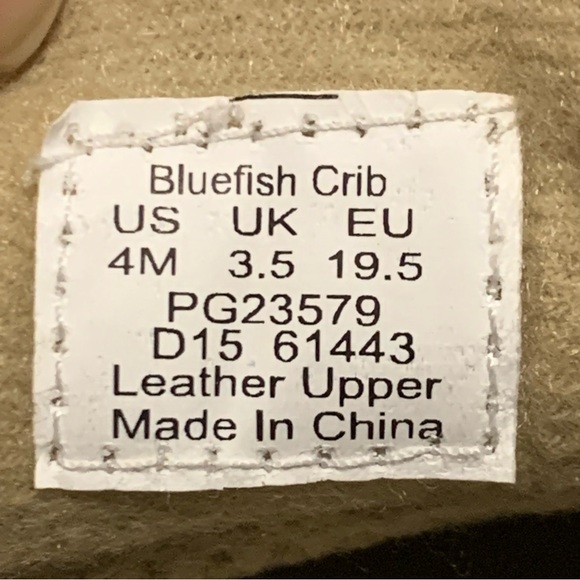 Bluefish Crib
US UK EU
4M 3.5 19.5
PG23579
D15 61443
Leather Upper
Made In China